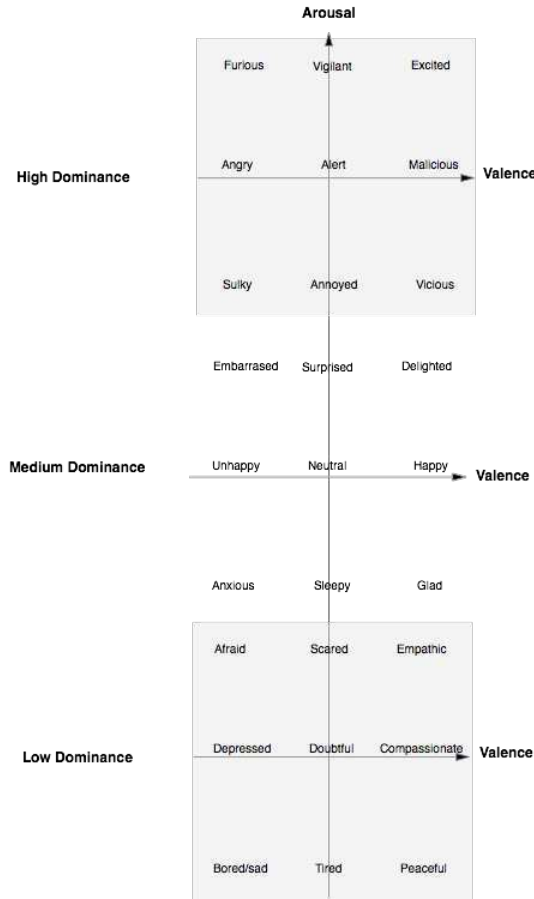 Arousal
Furious Vigilant Excited
Angry Alert Malicious
High Dominance Valence
Sulky Annoyed Vicious
Embarrased Surprised Delighted
Unhappy Neutral Happy
Medium Dominance Valence
Anxious Sleepy Glad
Afraid Scared Empathic
Depressed Doubtful Compassionate
Low Dominance Valence
Bored/sad Tired Peaceful